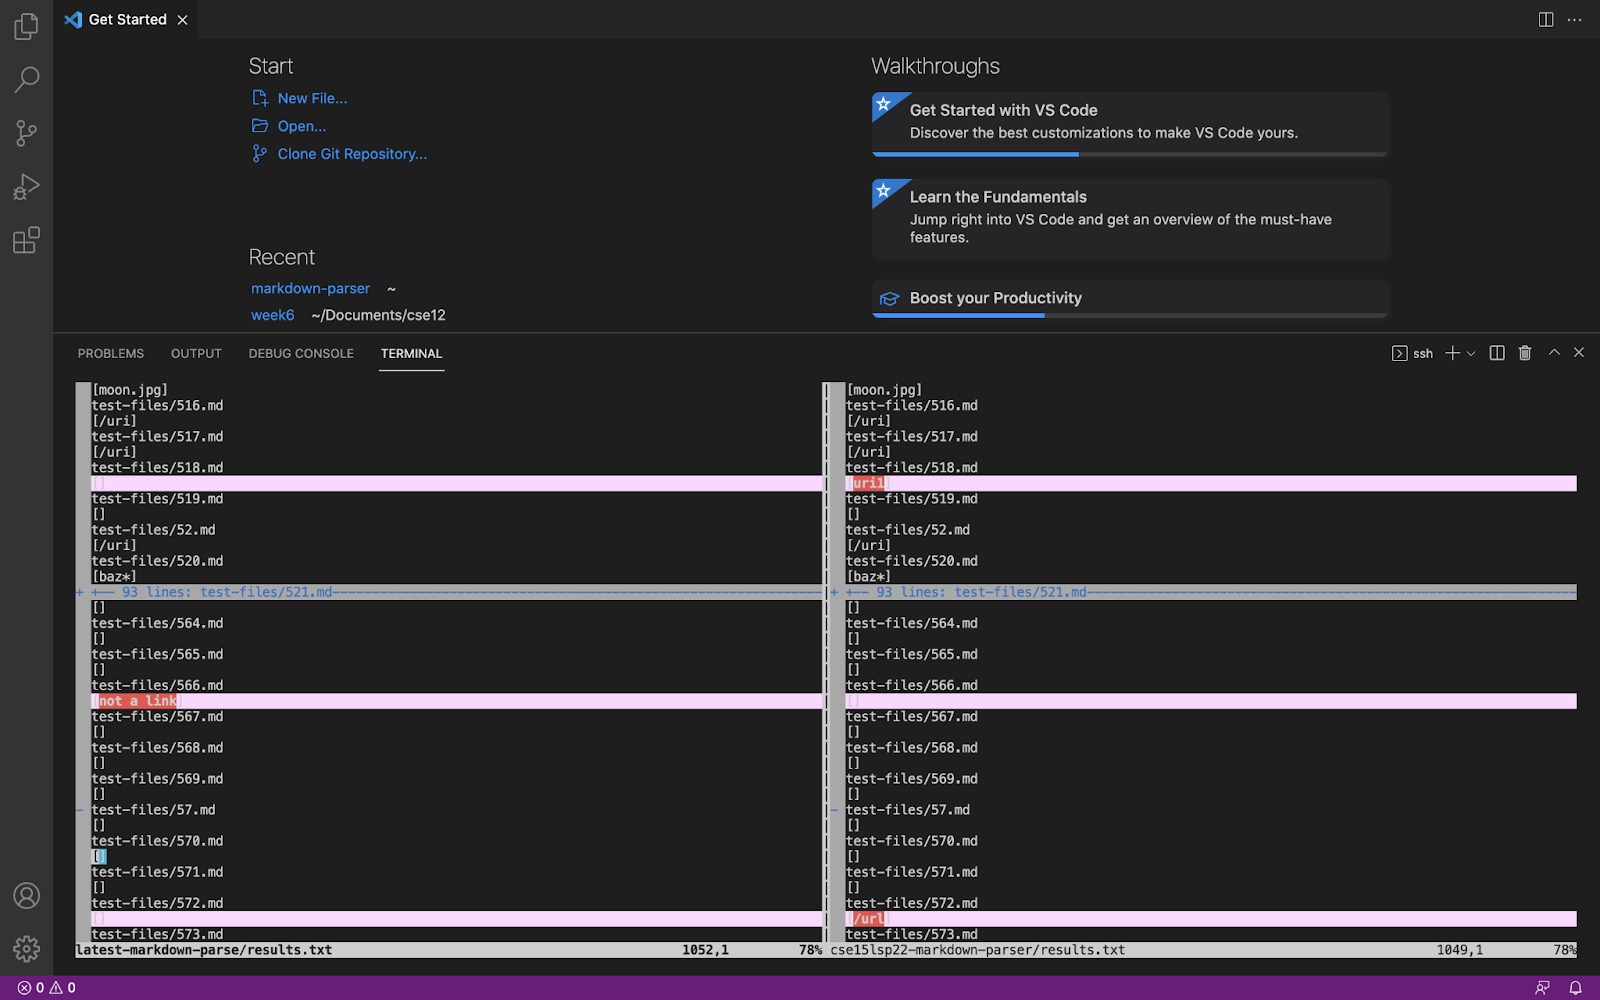 Get Started
Start
New File...
Open...
Clone Git Repository...
Recent
markdown-parser ~
week6 ~/Documents/cse12
Walkthroughs
Get Started with VS Code
Discover the best customizations to make VS Code yours.
Learn the Fundamentals
Jump right into VS Code and get an overview of the must-have
features.
Boost your Productivity
PROBLEMS OUTPUT DEBUG CONSOLE TERMINAL
ssh
[moon.jpg]
test-files/516.md
[/uri]
test-files/517.md
[/uri]
test-files/518.md
[]
test-files/519.md
[]
test-files/52.md
[/uri]
test-files/520.md
[baz*]
+ +-- 93 lines: test-files/521.md
[]
test-files/564.md
[]
test-files/565.md
[]
test-files/566.md
[not a link]
test-files/567.md
[]
test-files/568.md
[]
test-files/569.md
[]
- test-files/57.md
[]
test-files/570.md
[]
test-files/571.md
[]
test-files/572.md
[]
test-files/573.md
latest-markdown-parse/results.txt 1052,1 78%
[moon.jpg]
test-files/516.md
[/uri]
test-files/517.md
[/uri]
test-files/518.md
[uri1]
test-files/519.md
[]
test-files/52.md
[/uri]
test-files/520.md
[baz*]
+ +-- 93 lines: test-files/521.md
[]
test-files/564.md
[]
test-files/565.md
[]
test-files/566.md
[]
test-files/567.md
[]
test-files/568.md
[]
test-files/569.md
[]
- test-files/57.md
[]
test-files/570.md
[]
test-files/571.md
[]
test-files/572.md
[/url]
test-files/573.md
cse15lsp22-markdown-parser/results.txt 1049,1 78%
0 0